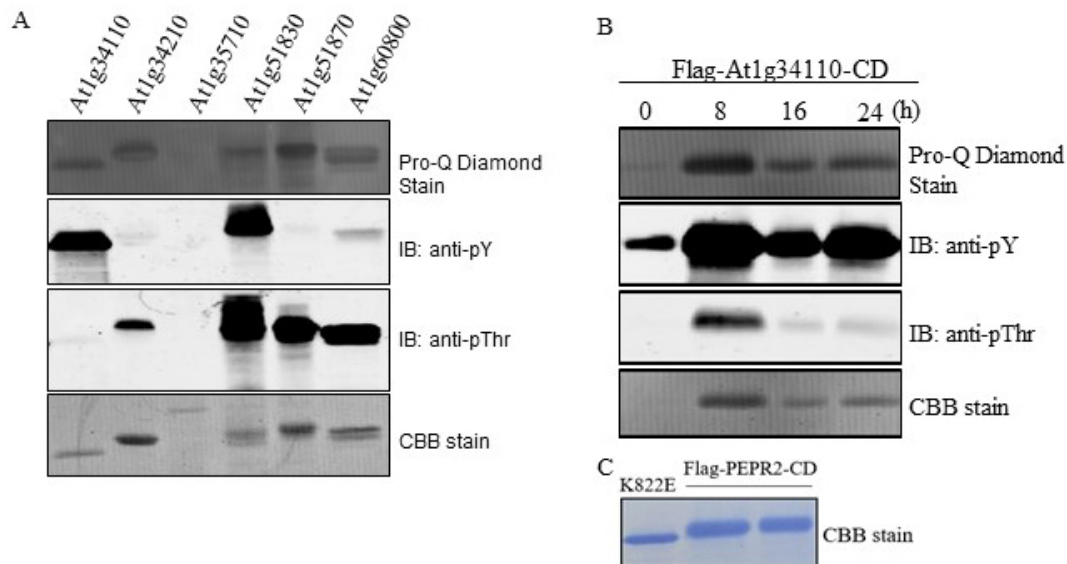 A
At1g34110
At1g34210
At1g35710
At1g51830
At1g51870
At1g60800
Pro-Q Diamond
Stain
IB: anti-pY
IB: anti-pThr
CBB stain
B
Flag-At1g34110-CD
0 8 16 24 (h)
Pro-Q Diamond
Stain
IB: anti-pY
IB: anti-pThr
CBB stain
C
K822E Flag-PEPR2-CD
CBB stain